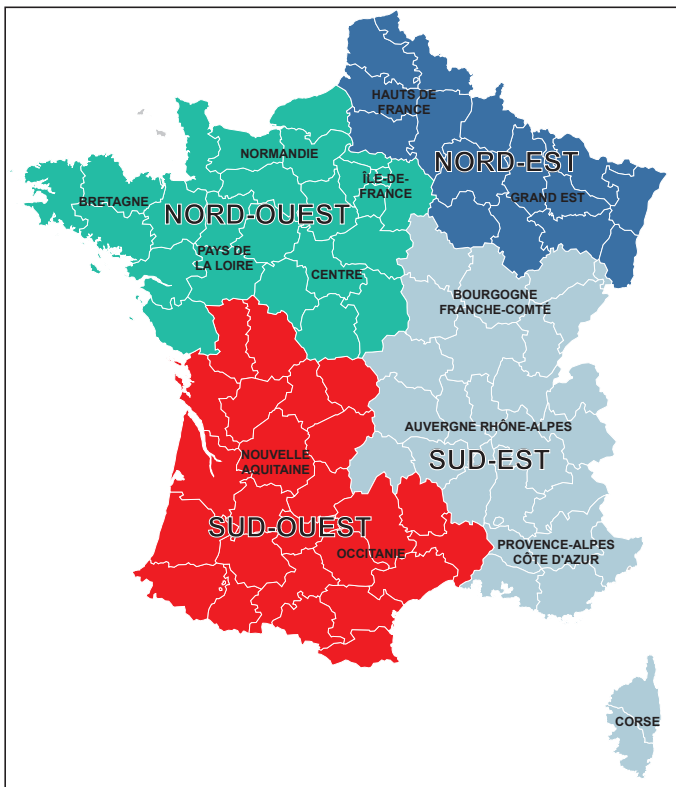 HAUTS DE
FRANCE
NORMANDIE
NORD-EST
ÎLE-DE-
FRANCE
GRAND EST
BRETAGNE
NORD-OUEST
PAYS DE
LA LOIRE
CENTRE
BOURGOGNE
FRANCHE-COMTÉ
AUVERGNE RHÔNE-ALPES
NOUVELLE
AQUITAINE
SUD-EST
SUD-OUEST
OCCITANIE
PROVENCE-ALPES
CÔTE D'AZUR
CORSE